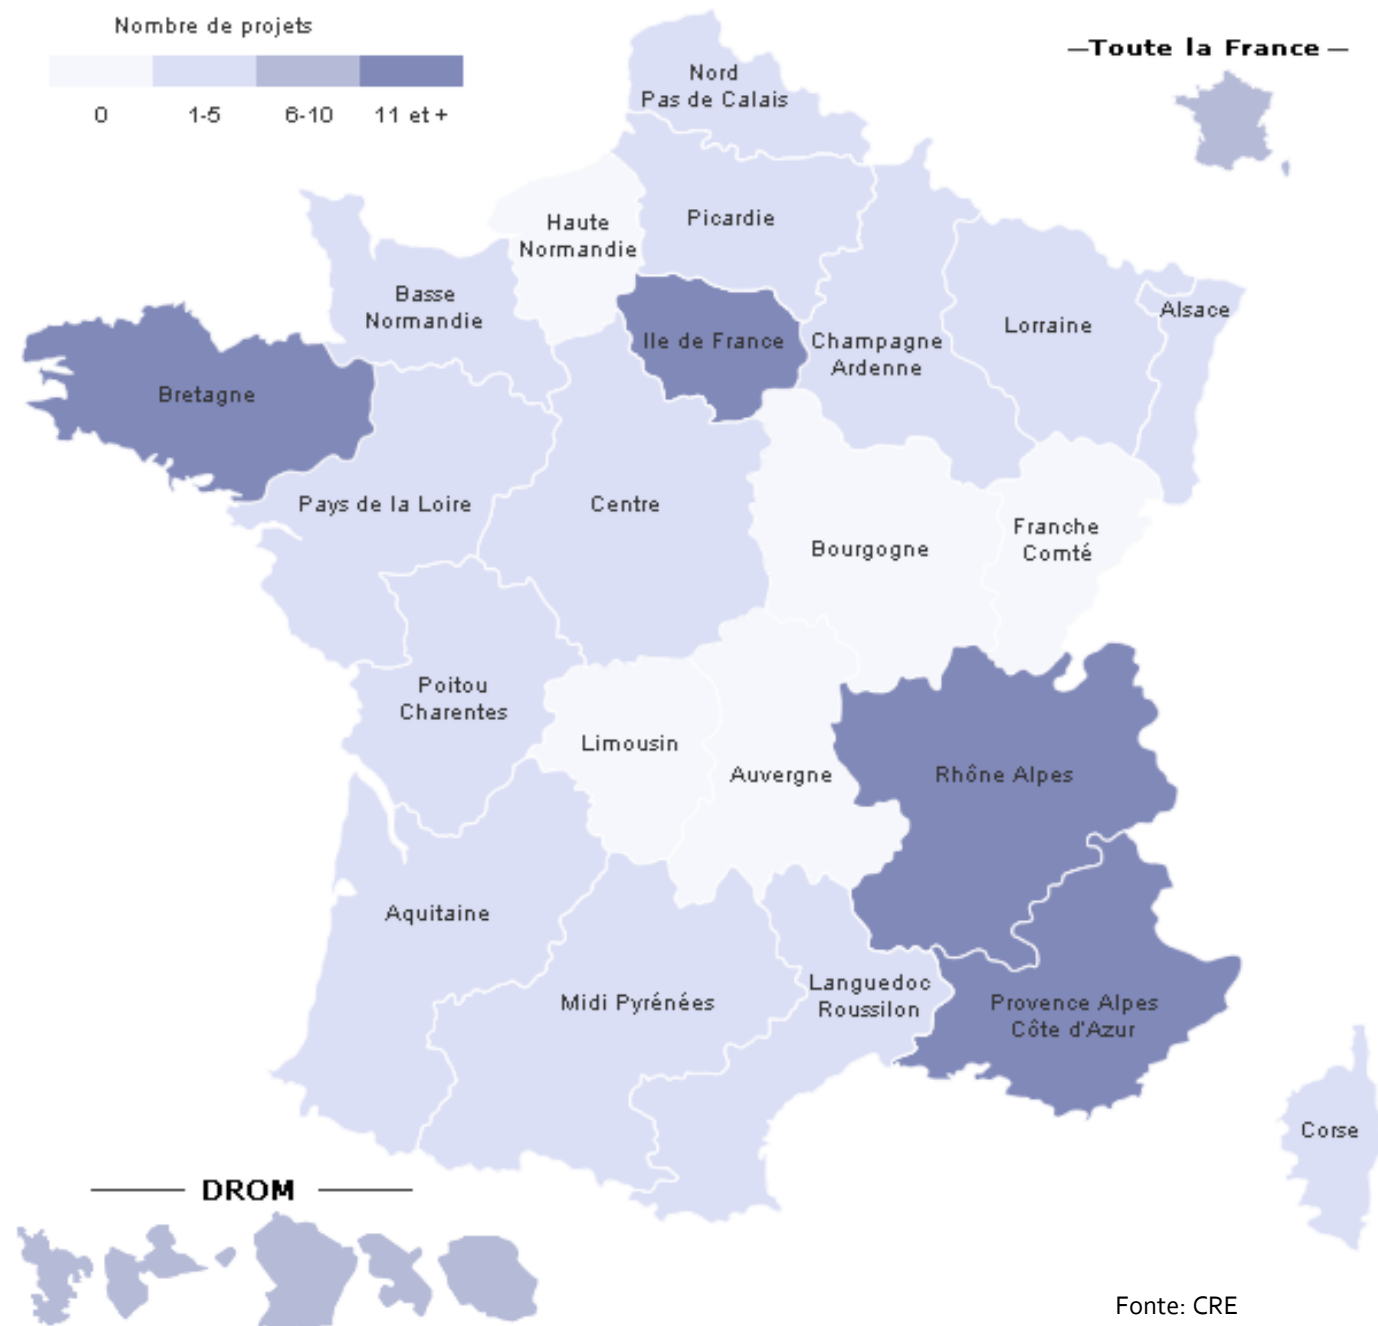 Nombre de projets
0 1-5 6-10 11 et +
Toute la France
Nord
Pas de Calais
Picardie
Haute
Normandie
Basse
Normandie
Ile de France
Champagne
Ardenne
Lorraine
Alsace
Bretagne
Pays de la Loire
Centre
Bourgogne
Franche
Comté
Poitou
Charentes
Limousin
Auvergne
Rhône Alpes
Aquitaine
Midi Pyrénées
Languedoc
Roussilon
Provence Alpes
Côte d'Azur
Corse
DROM
Fonte: CRE